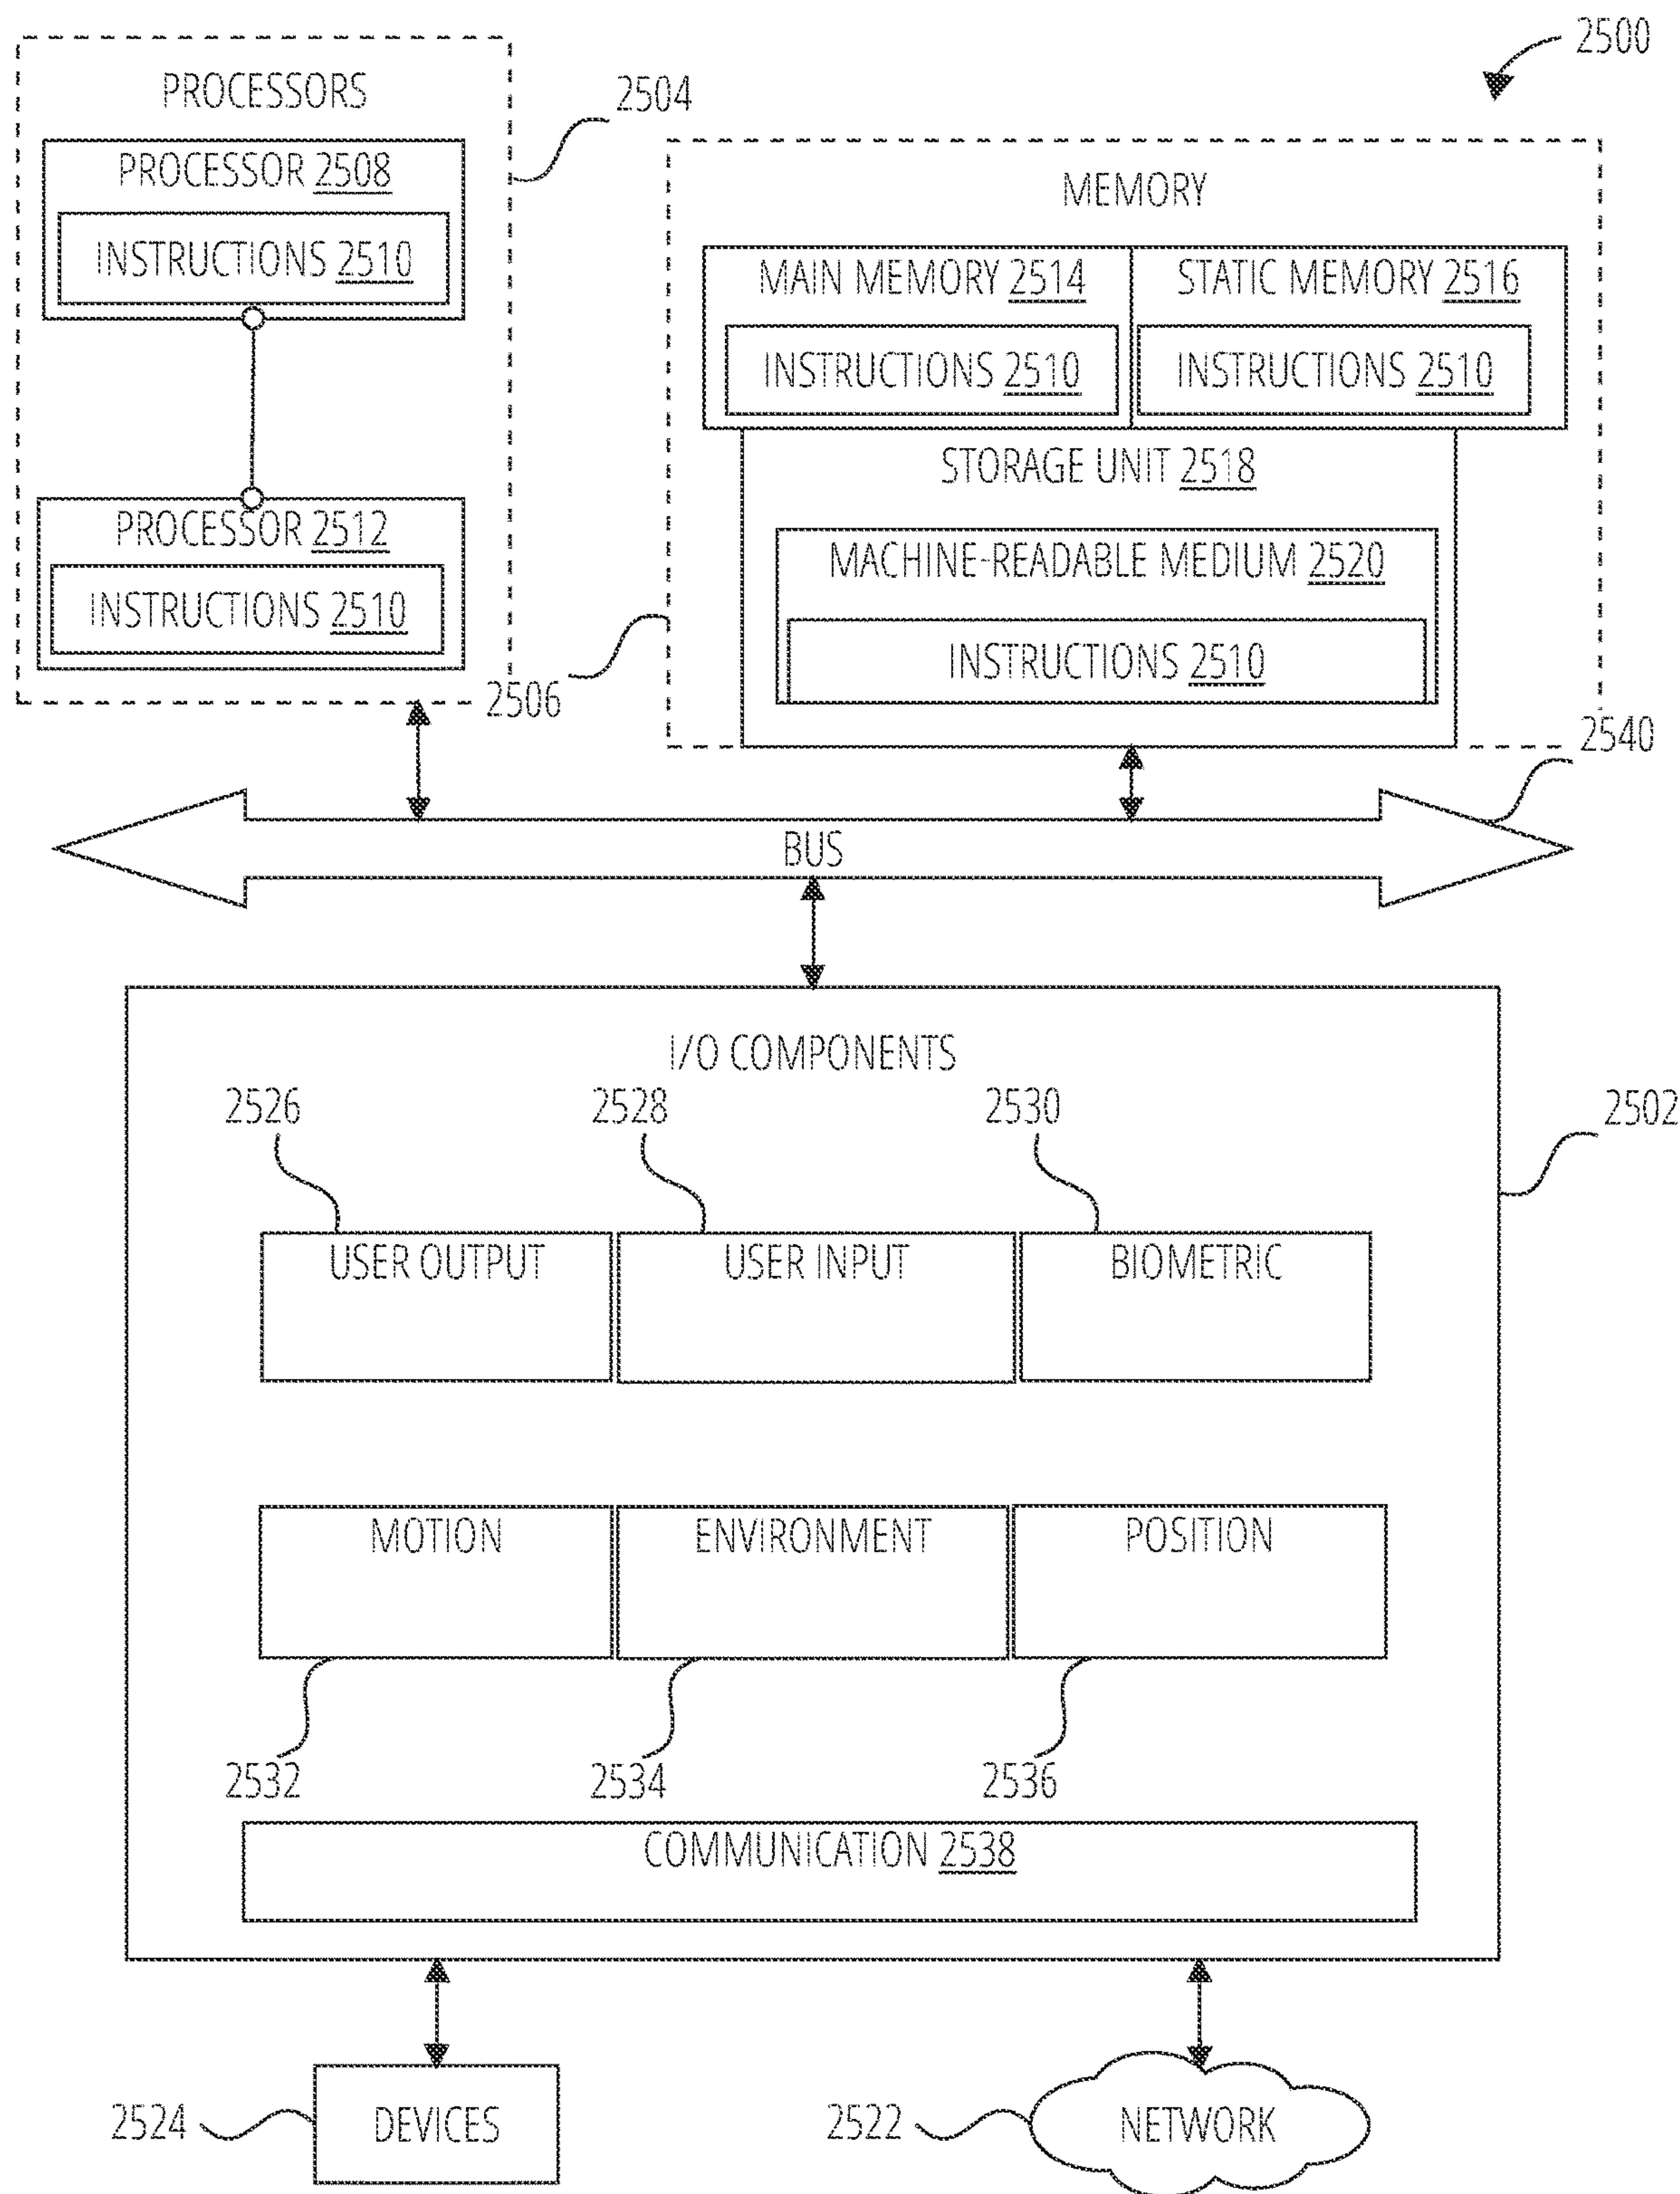 2500
PROCESSORS
2504
PROCESSOR 2508
INSTRUCTIONS 2510
PROCESSOR 2512
INSTRUCTIONS 2510
2506
MEMORY
MAIN MEMORY 2514
INSTRUCTIONS 2510
STATIC MEMORY 2516
INSTRUCTIONS 2510
STORAGE UNIT 2518
MACHINE-READABLE MEDIUM 2520
INSTRUCTIONS 2510
2540
BUS
I/O COMPONENTS
2502
2526
2528
2530
USER OUTPUT
USER INPUT
BIOMETRIC
MOTION
ENVIRONMENT
POSITION
2532
2534
2536
COMMUNICATION 2538
2524
DEVICES
2522
NETWORK